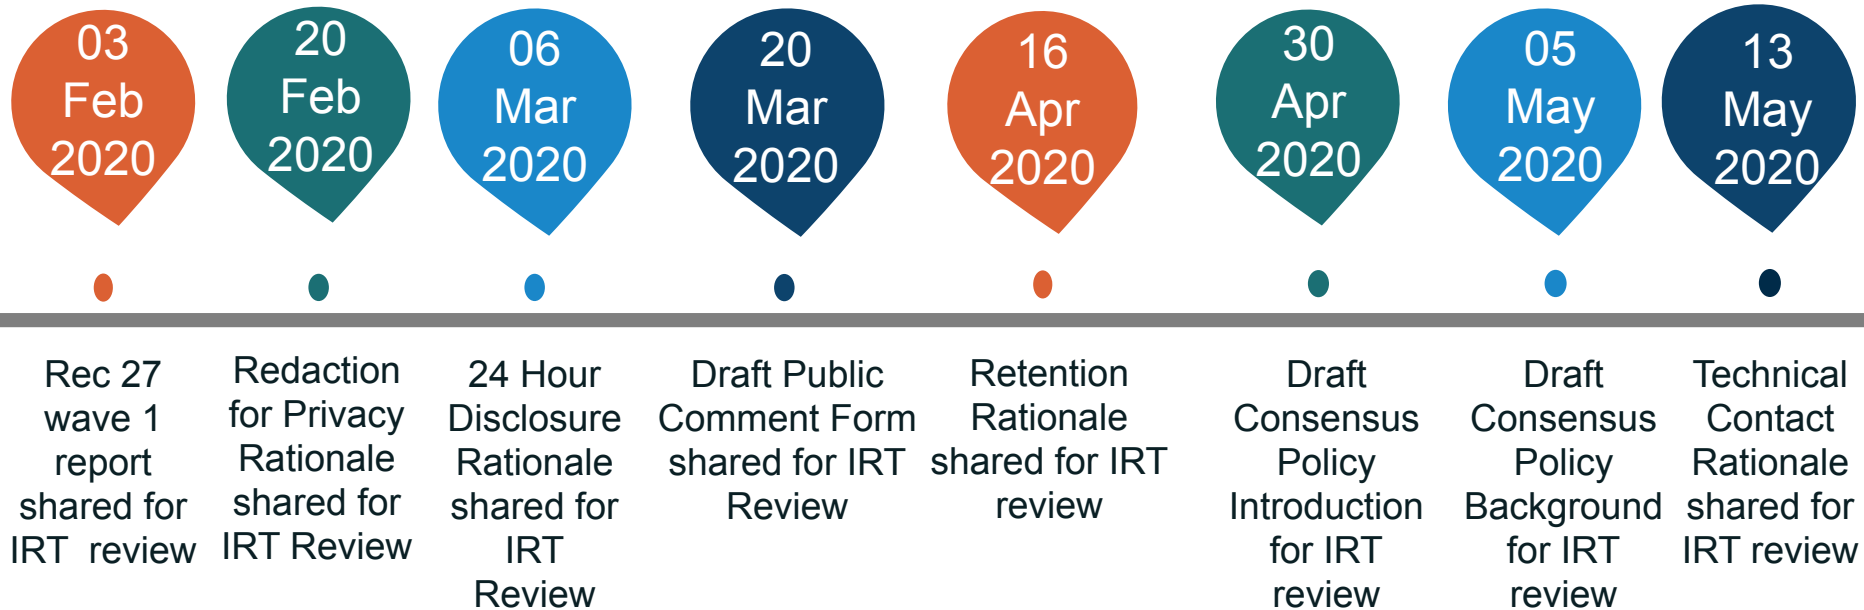 03
Feb
2020
20
Feb
2020
06
Mar
2020
20
Mar
2020
16
Apr
2020
30
Apr
2020
05
May
2020
13
May
2020
Rec 27
wave 1
report
shared for
IRT  review
Redaction
for Privacy
Rationale
shared for
IRT Review
24 Hour
Disclosure
Rationale
shared for
IRT
Review
Draft Public
Comment Form
shared for IRT
Review
Retention
Rationale
shared for IRT
review
Draft
Consensus
Policy
Introduction
for IRT
review
Draft
Consensus
Policy
Background
for IRT
review
Technical
Contact
Rationale
shared for
IRT review